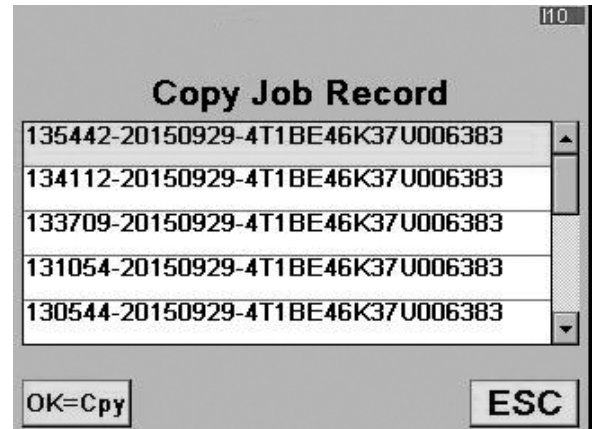 I10
Copy Job Record
135442-20150929-4T1BE46K37U006383
134112-20150929-4T1BE46K37U006383
133709-20150929-4T1BE46K37U006383
131054-20150929-4T1BE46K37U006383
130544-20150929-4T1BE46K37U006383
OK=Cpy ESC